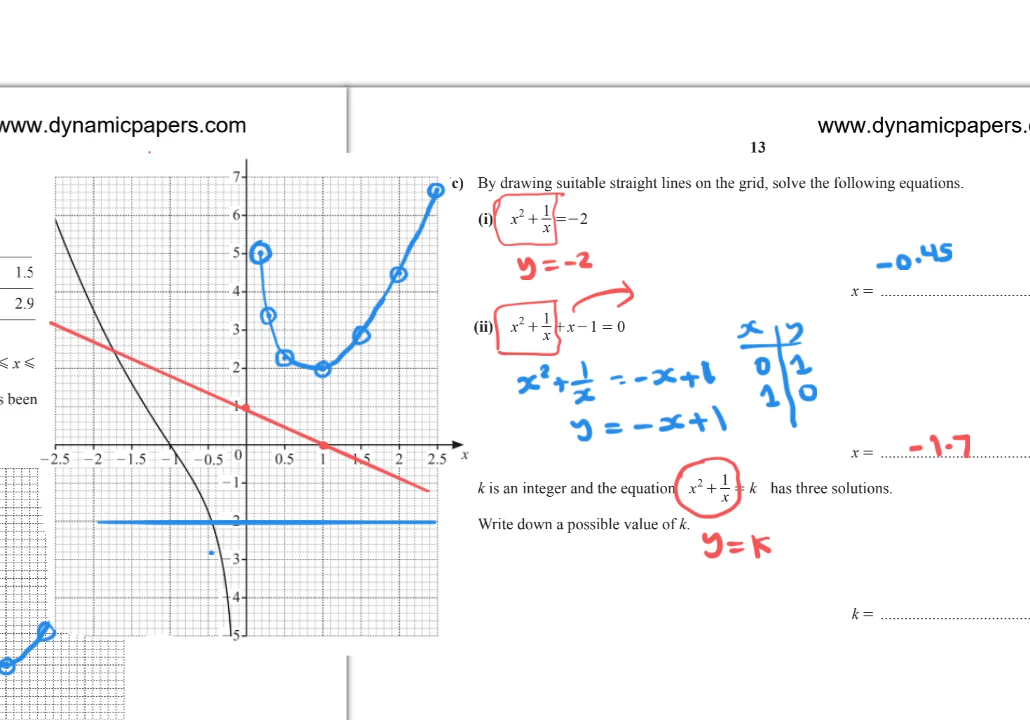 www.dynamicpapers.com
www.dynamicpapers.
13
1.5
2.9
⩽ x ⩽
s been
7
6
5
4
3
2
1
-2.5 -2 -1.5 -1 -0.5 0 0.5 1 1.5 2 2.5 x
-1
-2
-3
-4
5
c) By drawing suitable straight lines on the grid, solve the following equations.
(i) x² + 1/x = -2
y = -2
-0.45
x = ........................
(ii) x² + 1/x + x - 1 = 0
x y
0 1
1 0
x² + 1/x = -x+1
y = -x+1
x = ........................
-1.7
k is an integer and the equation x² + 1/x = k has three solutions.
Write down a possible value of k.
y = k
k = ........................